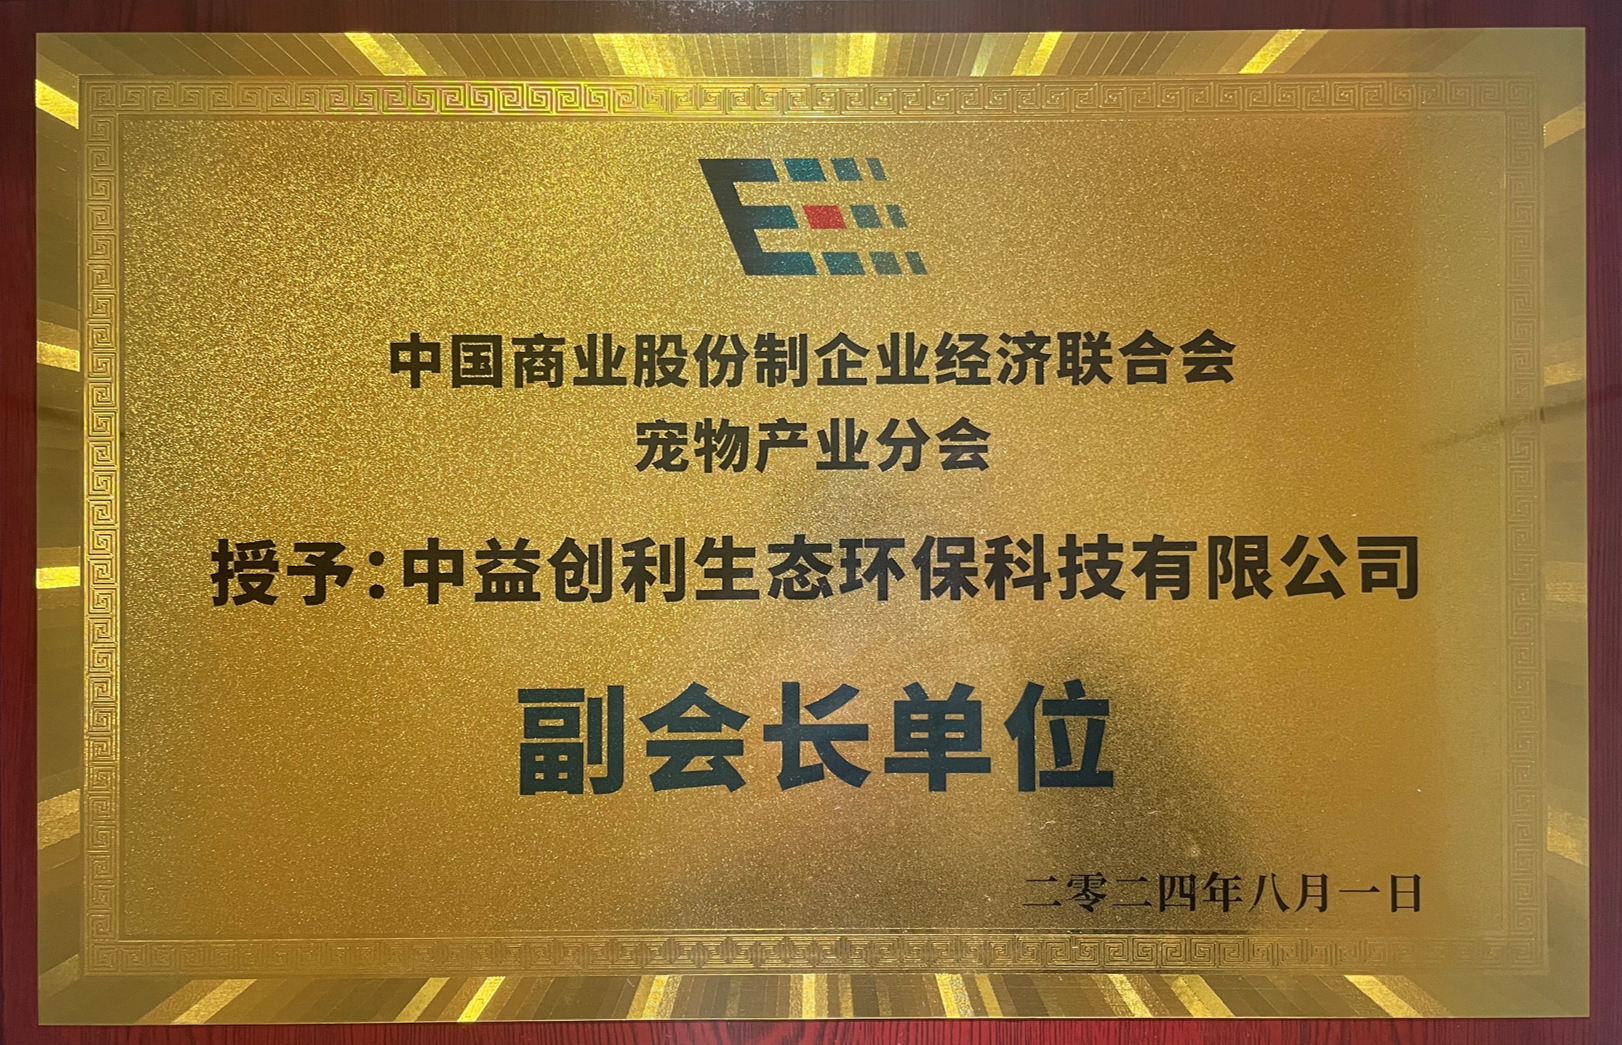 中国商业股份制企业经济联合会
宠物产业分会
授予：中益创利生态环保科技有限公司
副会长单位
二零二四年八月一日